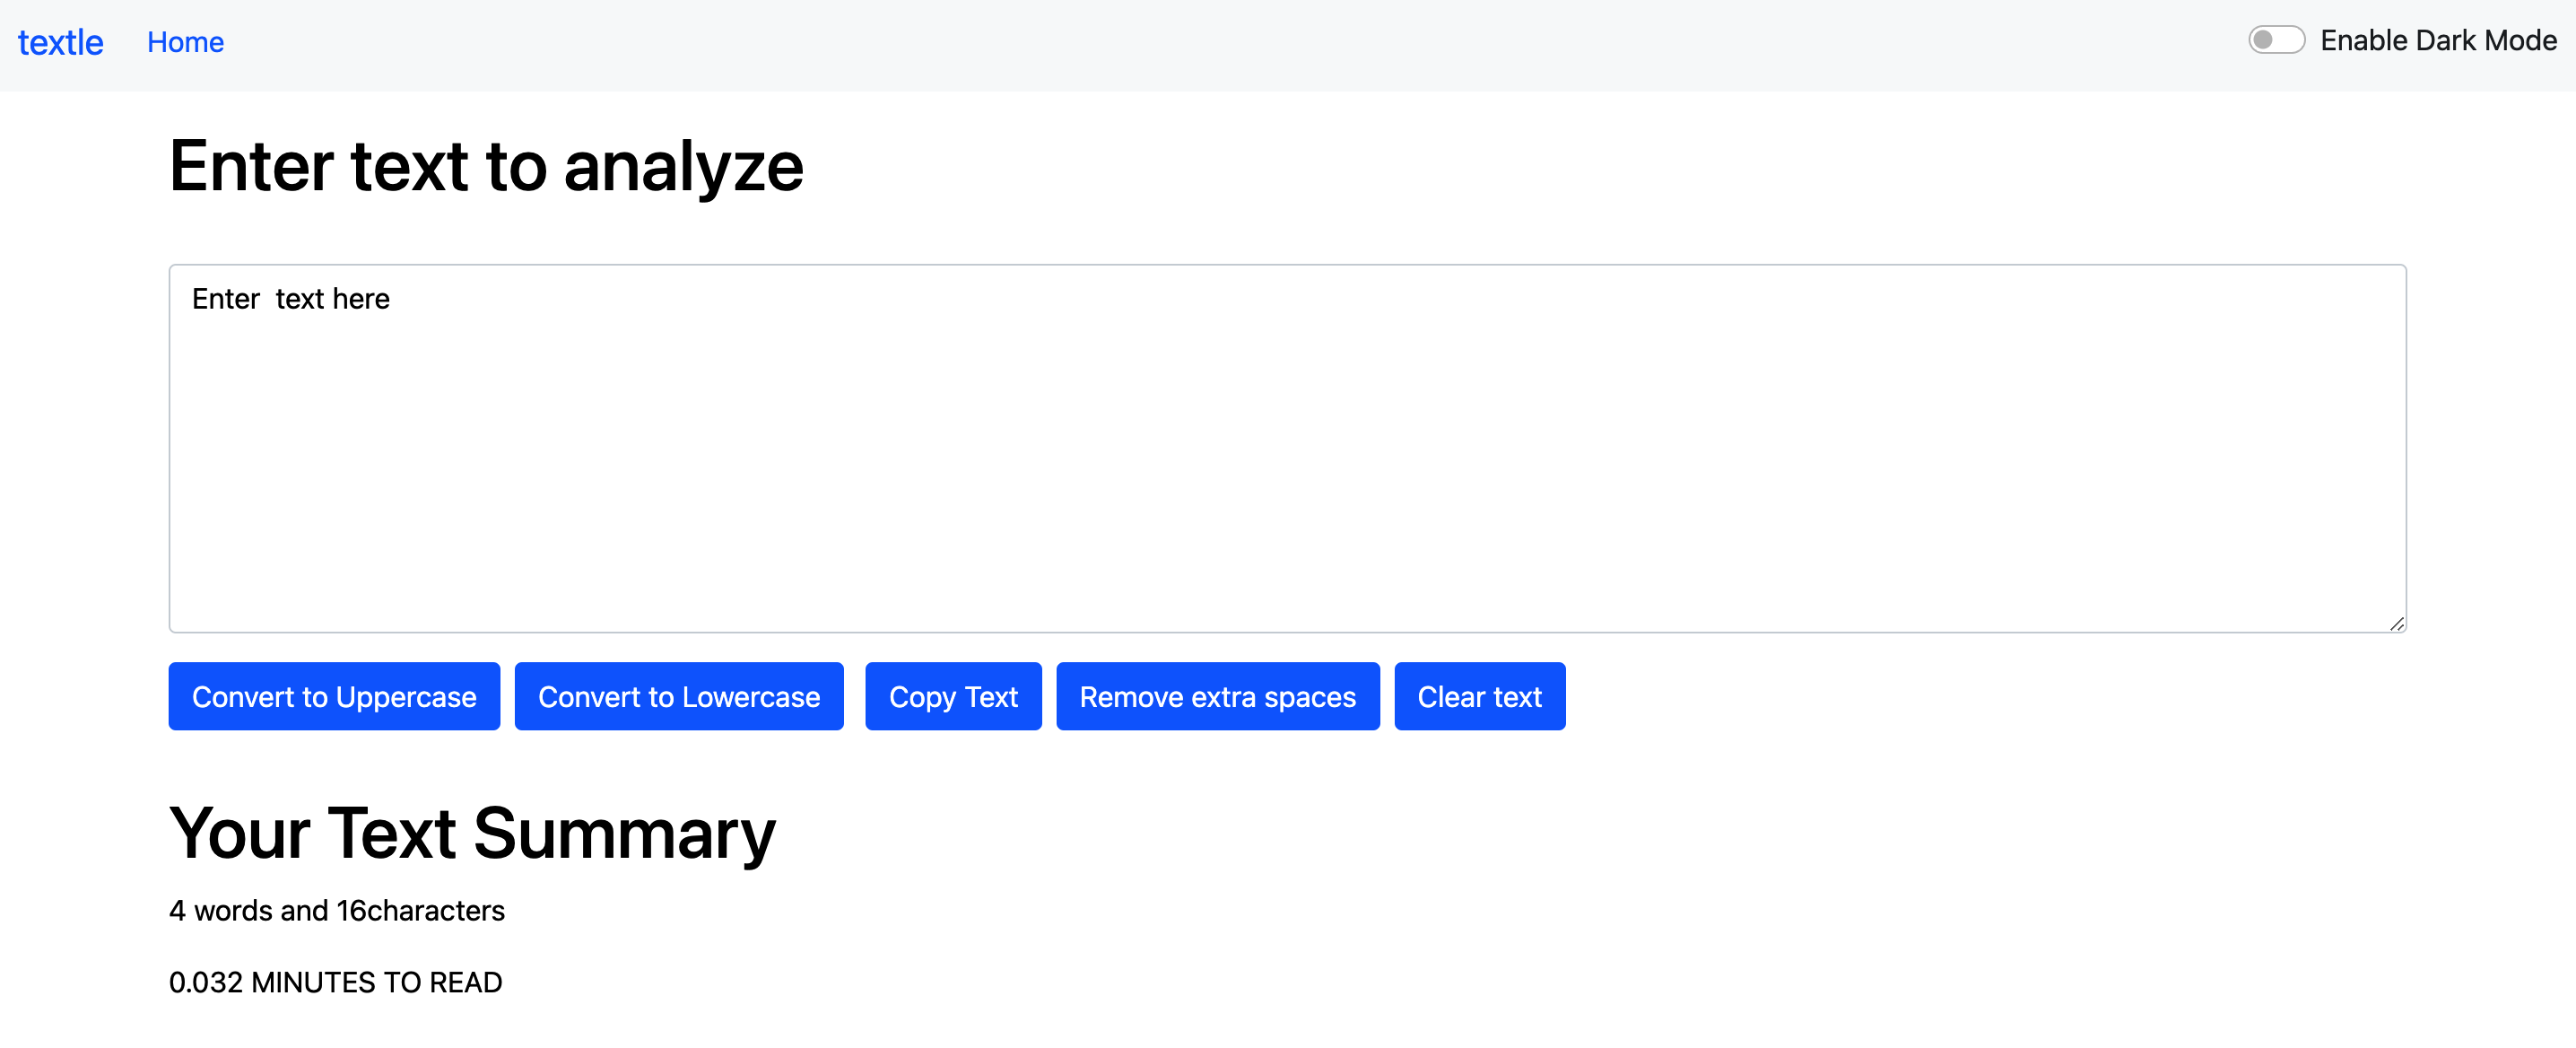 textle Home Enable Dark Mode
Enter text to analyze
Enter  text here
Convert to Uppercase Convert to Lowercase Copy Text Remove extra spaces Clear text
Your Text Summary
4 words and 16characters
0.032 MINUTES TO READ